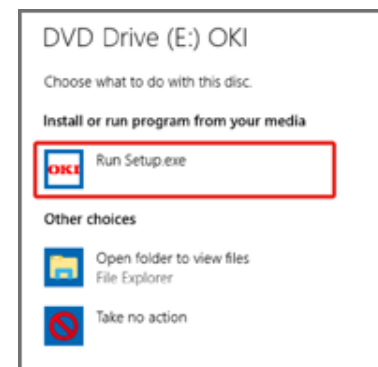 DVD Drive (E:) OKI
Choose what to do with this disc.
Install or run program from your media
OKI
Run Setup.exe
Other choices
Open folder to view files
File Explorer
Take no action